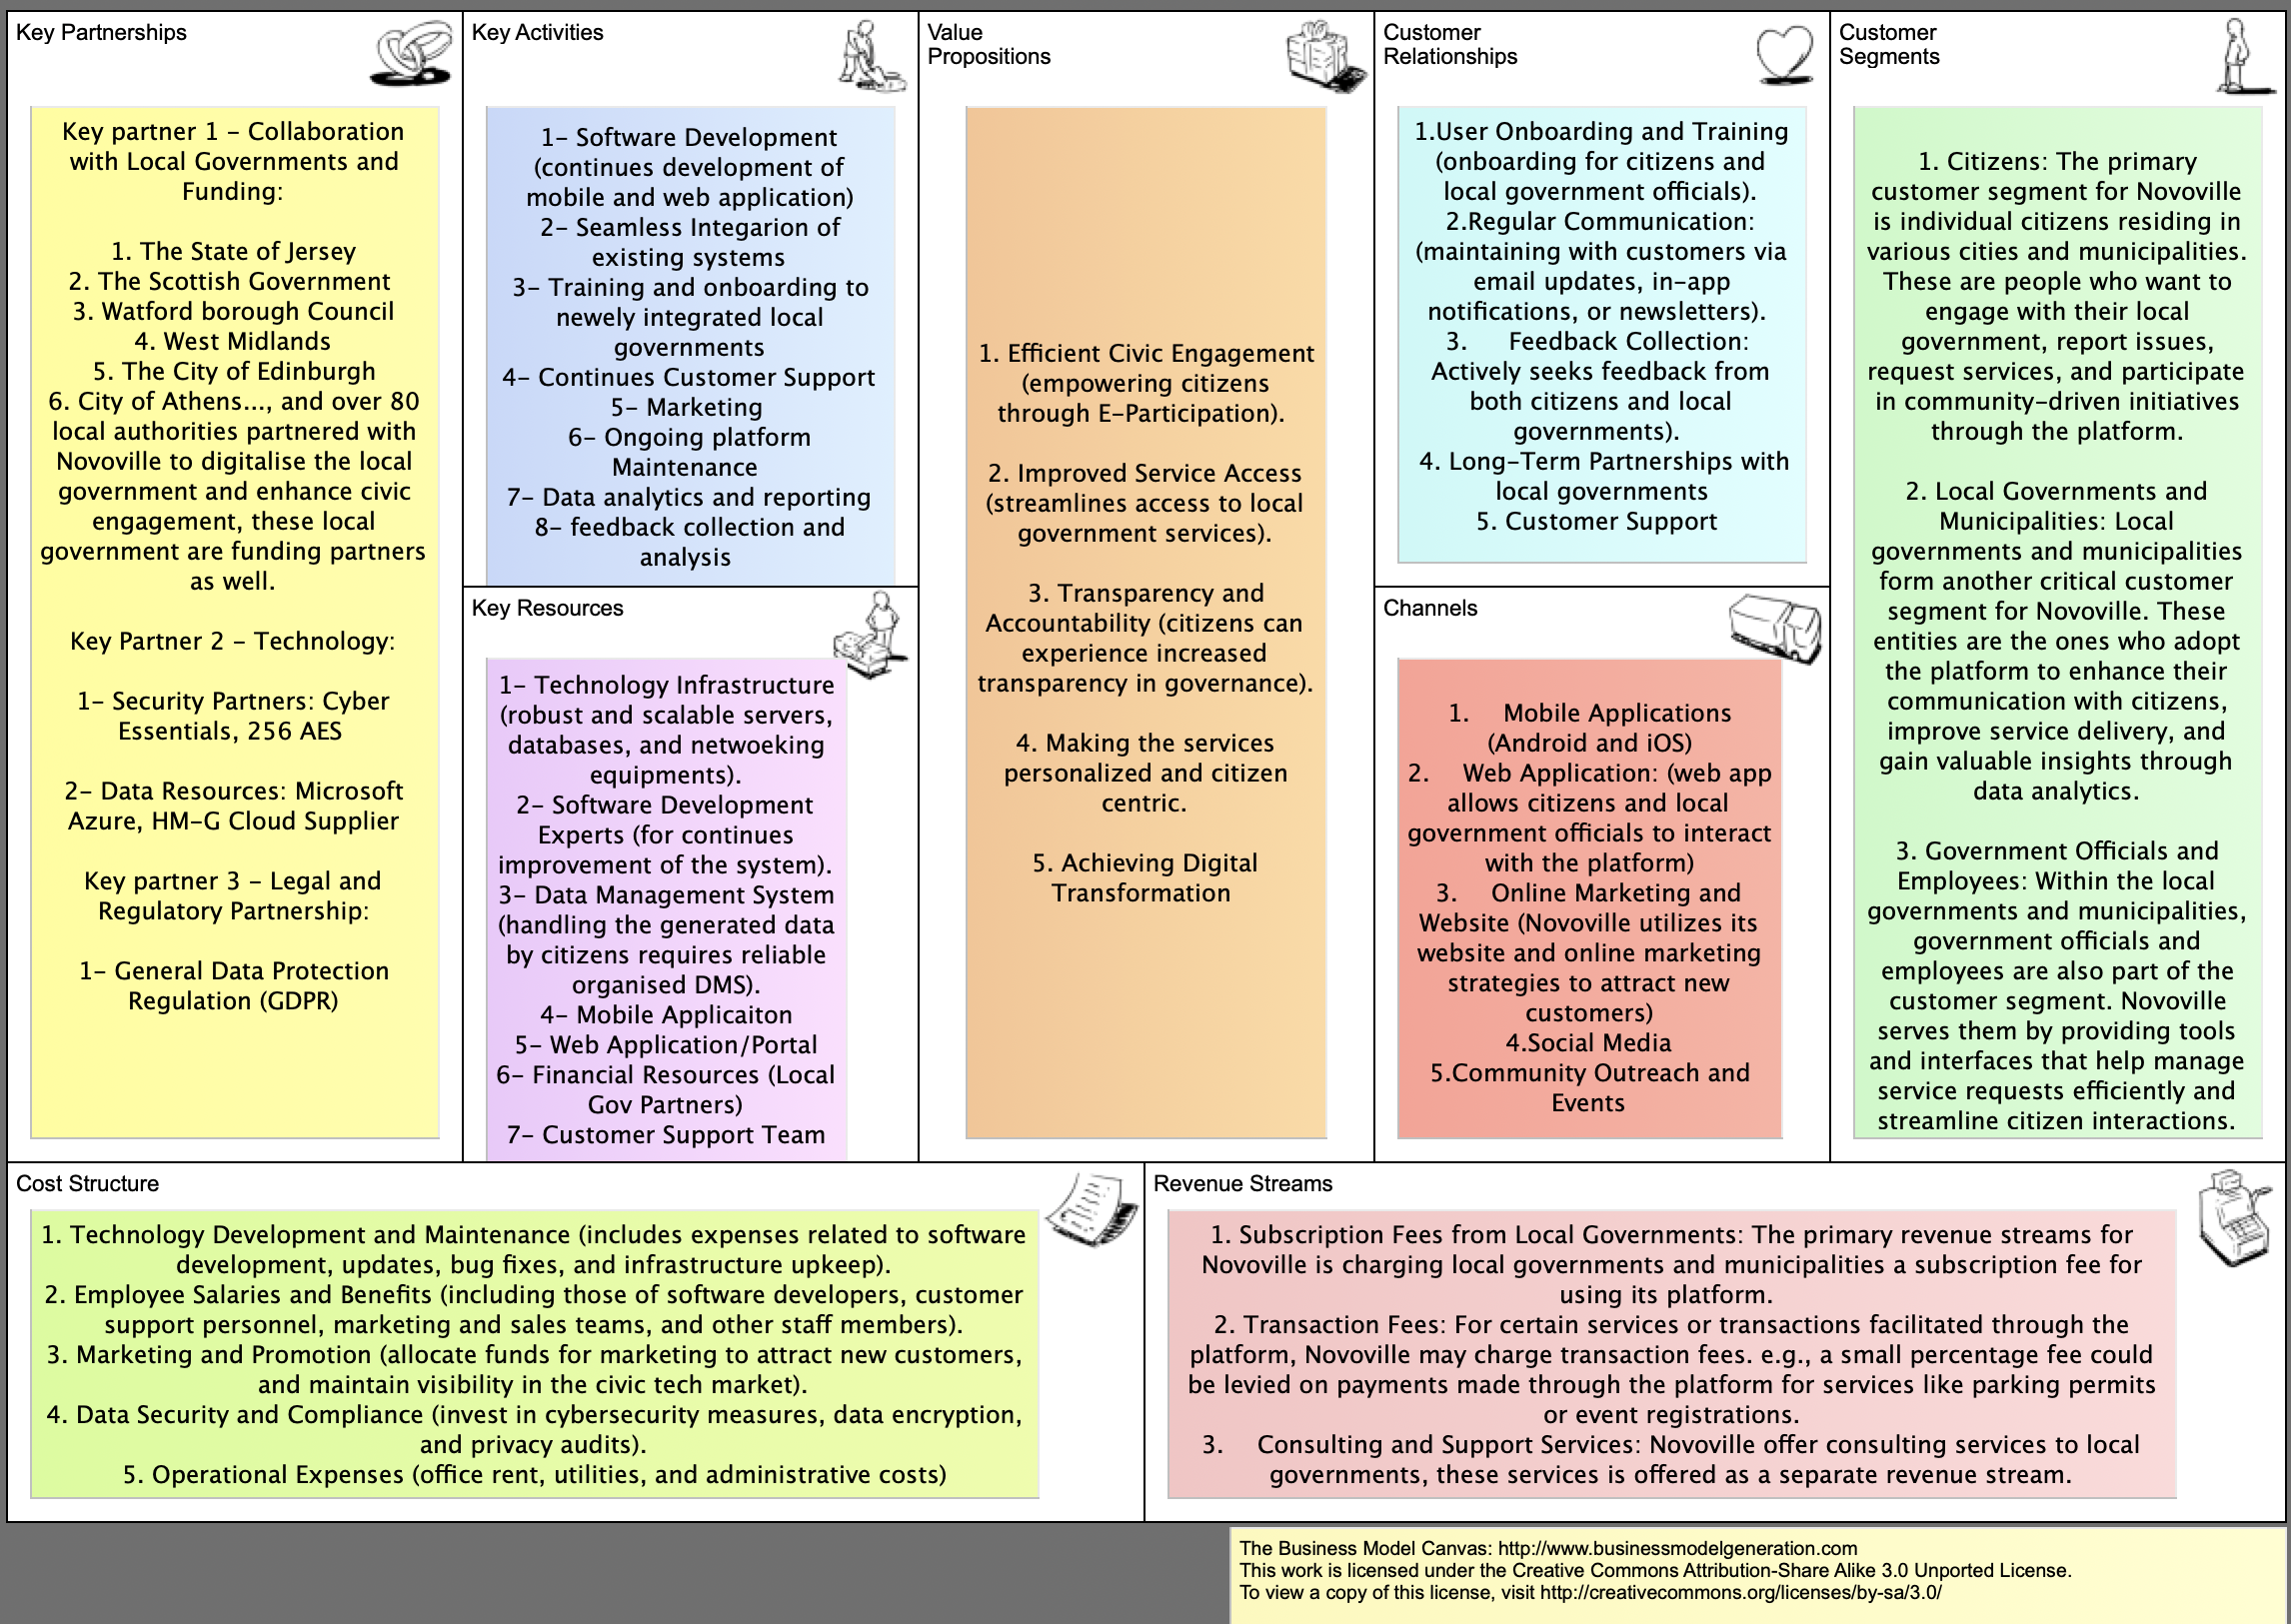 Key Partnerships
Key partner 1 – Collaboration
with Local Governments and
Funding:
1. The State of Jersey
2. The Scottish Government
3. Watford borough Council
4. West Midlands
5. The City of Edinburgh
6. City of Athens..., and over 80
local authorities partnered with
Novoville to digitalise the local
government and enhance civic
engagement, these local
government are funding partners
as well.
Key Partner 2 – Technology:
1– Security Partners: Cyber
Essentials, 256 AES
2– Data Resources: Microsoft
Azure, HM–G Cloud Supplier
Key partner 3 – Legal and
Regulatory Partnership:
1– General Data Protection
Regulation (GDPR)
Key Activities
1– Software Development
(continues development of
mobile and web application)
2– Seamless Integarion of
existing systems
3– Training and onboarding to
newely integrated local
governments
4– Continues Customer Support
5– Marketing
6– Ongoing platform
Maintenance
7– Data analytics and reporting
8– feedback collection and
analysis
Key Resources
1– Technology Infrastructure
(robust and scalable servers,
databases, and netwoeking
equipments).
2– Software Development
Experts (for continues
improvement of the system).
3– Data Management System
(handling the generated data
by citizens requires reliable
organised DMS).
4– Mobile Applicaiton
5– Web Application/Portal
6– Financial Resources (Local
Gov Partners)
7– Customer Support Team
Value
Propositions
1. Efficient Civic Engagement
(empowering citizens
through E–Participation).
2. Improved Service Access
(streamlines access to local
government services).
3. Transparency and
Accountability (citizens can
experience increased
transparency in governance).
4. Making the services
personalized and citizen
centric.
5. Achieving Digital
Transformation
Customer
Relationships
1.User Onboarding and Training
(onboarding for citizens and
local government officials).
2.Regular Communication:
(maintaining with customers via
email updates, in–app
notifications, or newsletters).
3. Feedback Collection:
Actively seeks feedback from
both citizens and local
governments).
4. Long–Term Partnerships with
local governments
5. Customer Support
Channels
1. Mobile Applications
(Android and iOS)
2. Web Application: (web app
allows citizens and local
government officials to interact
with the platform)
3. Online Marketing and
Website (Novoville utilizes its
website and online marketing
strategies to attract new
customers)
4.Social Media
5.Community Outreach and
Events
Customer
Segments
1. Citizens: The primary
customer segment for Novoville
is individual citizens residing in
various cities and municipalities.
These are people who want to
engage with their local
government, report issues,
request services, and participate
in community–driven initiatives
through the platform.
2. Local Governments and
Municipalities: Local
governments and municipalities
form another critical customer
segment for Novoville. These
entities are the ones who adopt
the platform to enhance their
communication with citizens,
improve service delivery, and
gain valuable insights through
data analytics.
3. Government Officials and
Employees: Within the local
governments and municipalities,
government officials and
employees are also part of the
customer segment. Novoville
serves them by providing tools
and interfaces that help manage
service requests efficiently and
streamline citizen interactions.
Cost Structure
1. Technology Development and Maintenance (includes expenses related to software
development, updates, bug fixes, and infrastructure upkeep).
2. Employee Salaries and Benefits (including those of software developers, customer
support personnel, marketing and sales teams, and other staff members).
3. Marketing and Promotion (allocate funds for marketing to attract new customers,
and maintain visibility in the civic tech market).
4. Data Security and Compliance (invest in cybersecurity measures, data encryption,
and privacy audits).
5. Operational Expenses (office rent, utilities, and administrative costs)
Revenue Streams
1. Subscription Fees from Local Governments: The primary revenue streams for
Novoville is charging local governments and municipalities a subscription fee for
using its platform.
2. Transaction Fees: For certain services or transactions facilitated through the
platform, Novoville may charge transaction fees. e.g., a small percentage fee could
be levied on payments made through the platform for services like parking permits
or event registrations.
3. Consulting and Support Services: Novoville offer consulting services to local
governments, these services is offered as a separate revenue stream.
The Business Model Canvas: http://www.businessmodelgeneration.com
This work is licensed under the Creative Commons Attribution-Share Alike 3.0 Unported License.
To view a copy of this license, visit http://creativecommons.org/licenses/by-sa/3.0/